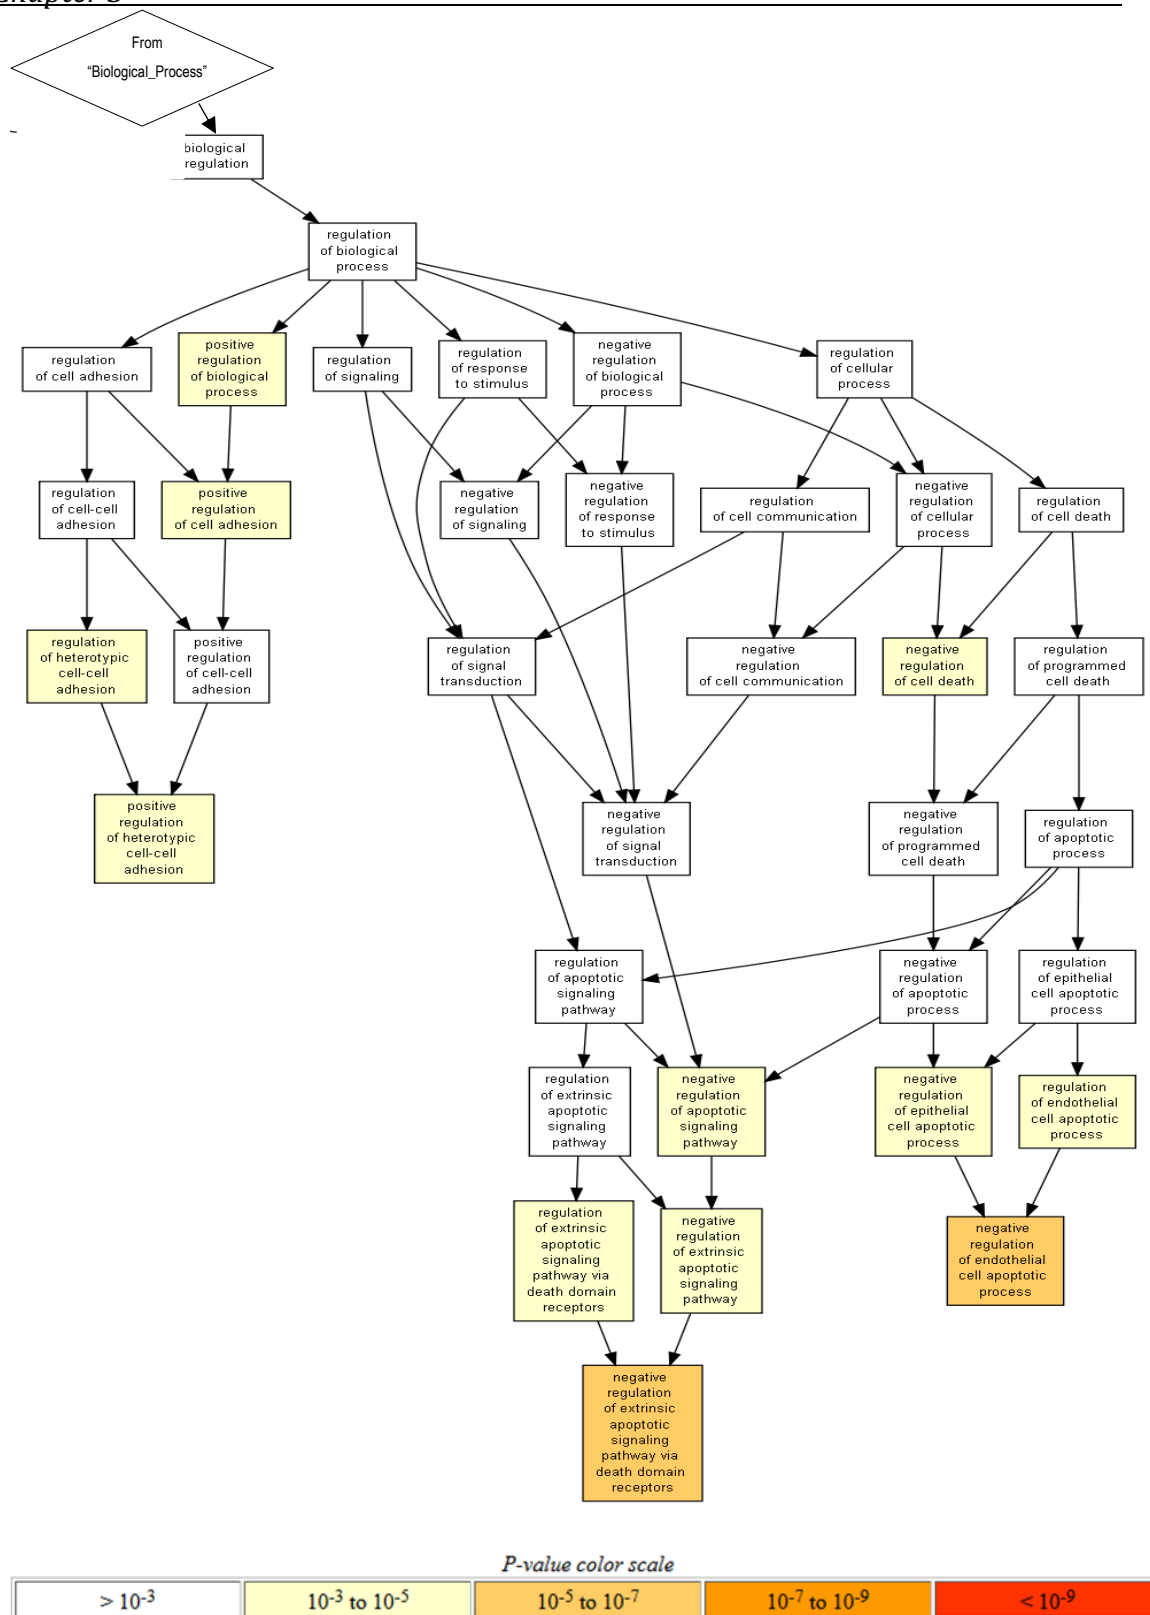 From
“Biological_Process”
biological
regulation
regulation
of biological
process
regulation
of cell adhesion
positive
regulation
of biological
process
regulation
of signaling
regulation
of response
to stimulus
negative
regulation
of biological
process
regulation
of cellular
process
regulation
of cell-cell
adhesion
positive
regulation
of cell adhesion
negative
regulation
of signaling
negative
regulation
of response
to stimulus
regulation
of cell communication
negative
regulation
of cellular
process
regulation
of cell death
regulation
of heterotypic
cell-cell
adhesion
positive
regulation
of cell-cell
adhesion
regulation
of signal
transduction
negative
regulation
of cell communication
negative
regulation
of cell death
regulation
of programmed
cell death
positive
regulation
of heterotypic
cell-cell
adhesion
negative
regulation
of signal
transduction
negative
regulation
of programmed
cell death
regulation
of apoptotic
process
regulation
of apoptotic
signaling
pathway
negative
regulation
of apoptotic
process
regulation
of epithelial
cell apoptotic
process
regulation
of extrinsic
apoptotic
signaling
pathway
negative
regulation
of apoptotic
signaling
pathway
negative
regulation
of epithelial
cell apoptotic
process
regulation
of endothelial
cell apoptotic
process
regulation
of extrinsic
apoptotic
signaling
pathway via
death domain
receptors
negative
regulation
of extrinsic
apoptotic
signaling
pathway
negative
regulation
of endothelial
cell apoptotic
process
negative
regulation
of extrinsic
apoptotic
signaling
pathway via
death domain
receptors
P-value color scale
> 10-3 10-3 to 10-5 10-5 to 10-7 10-7 to 10-9 < 10-9